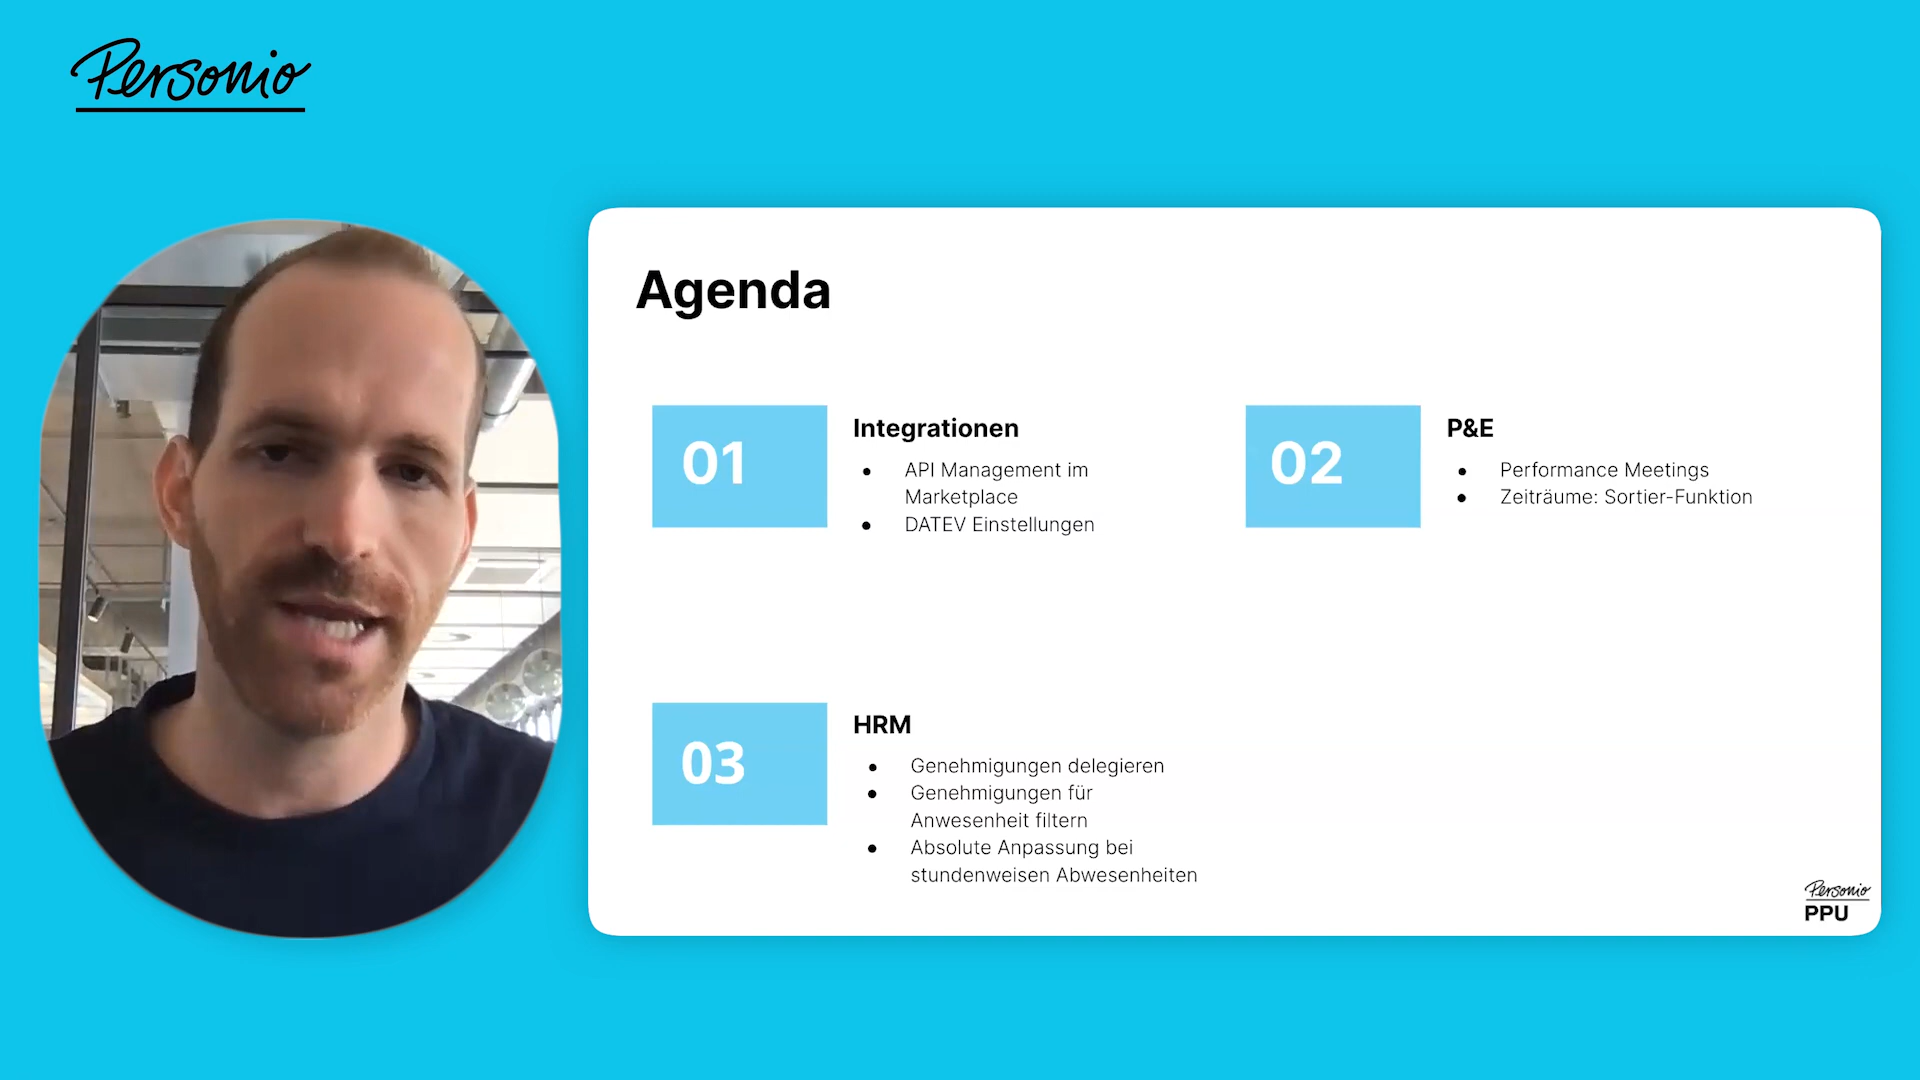 Personio
Agenda
01
Integrationen
● API Management im
Marketplace
● DATEV Einstellungen
02
P&E
● Performance Meetings
● Zeiträume: Sortier-Funktion
03
HRM
● Genehmigungen delegieren
● Genehmigungen für
Anwesenheit filtern
● Absolute Anpassung bei
stundenweisen Abwesenheiten
Personio
PPU